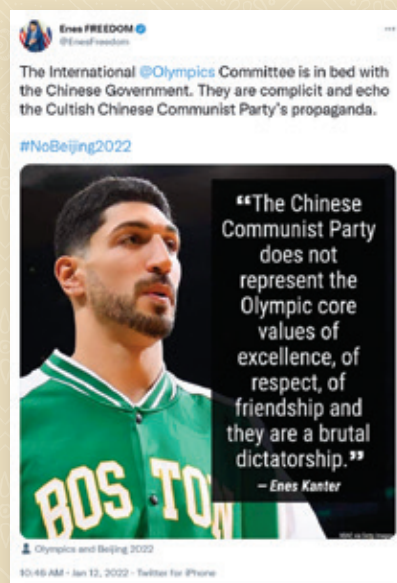 Enes FREEDOM
@EnesFreedom
The International @Olympics Committee is in bed with
the Chinese Government. They are complicit and echo
the Cultish Chinese Communist Party's propaganda.
#NoBeijing2022
“The Chinese
Communist Party
does not
represent the
Olympic core
values of
excellence, of
respect, of
friendship and
they are a brutal
dictatorship.”
– Enes Kanter
BOSTON
Olympics and Beijing 2022
10:46 AM · Jan 12, 2022 · Twitter for iPhone